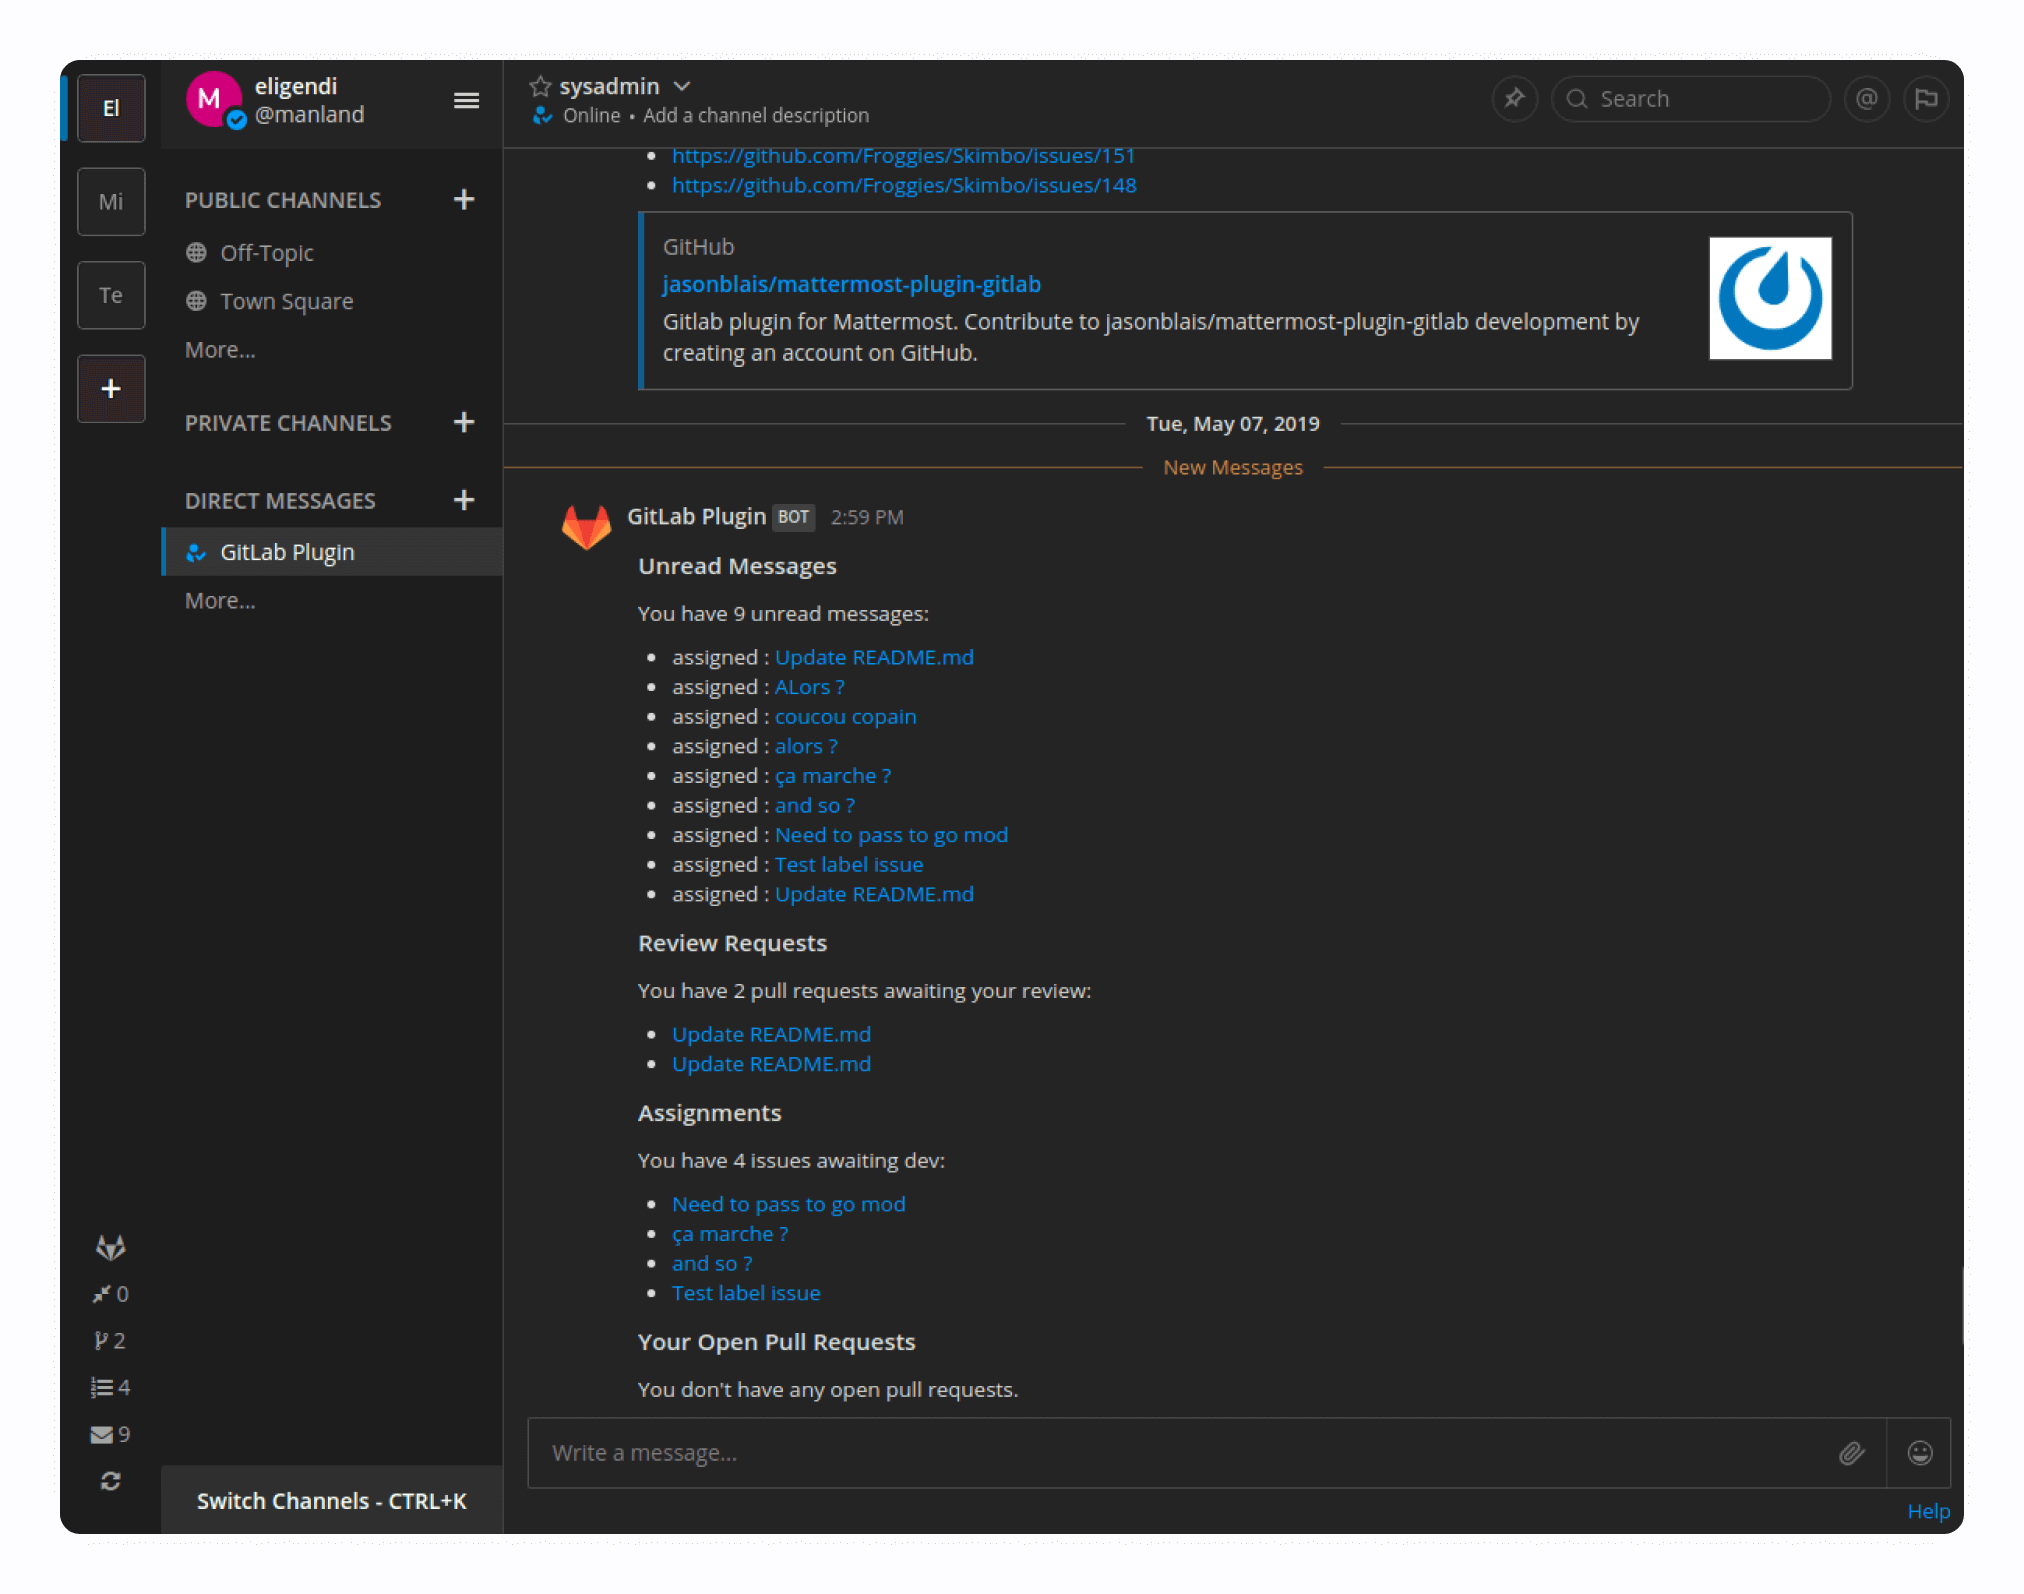 El
Mi
Te
+
M
eligendi
@manland
PUBLIC CHANNELS +
Off-Topic
Town Square
More...
PRIVATE CHANNELS +
DIRECT MESSAGES +
GitLab Plugin
More...
0
2
4
9
Switch Channels - CTRL+K
sysadmin
Online • Add a channel description
Search
@
https://github.com/Froggies/Skimbo/issues/151
https://github.com/Froggies/Skimbo/issues/148
GitHub
jasonblais/mattermost-plugin-gitlab
Gitlab plugin for Mattermost. Contribute to jasonblais/mattermost-plugin-gitlab development by
creating an account on GitHub.
Tue, May 07, 2019
New Messages
GitLab Plugin BOT 2:59 PM
Unread Messages
You have 9 unread messages:
assigned : Update README.md
assigned : ALors ?
assigned : coucou copain
assigned : alors ?
assigned : ça marche ?
assigned : and so ?
assigned : Need to pass to go mod
assigned : Test label issue
assigned : Update README.md
Review Requests
You have 2 pull requests awaiting your review:
Update README.md
Update README.md
Assignments
You have 4 issues awaiting dev:
Need to pass to go mod
ça marche ?
and so ?
Test label issue
Your Open Pull Requests
You don't have any open pull requests.
Write a message...
Help